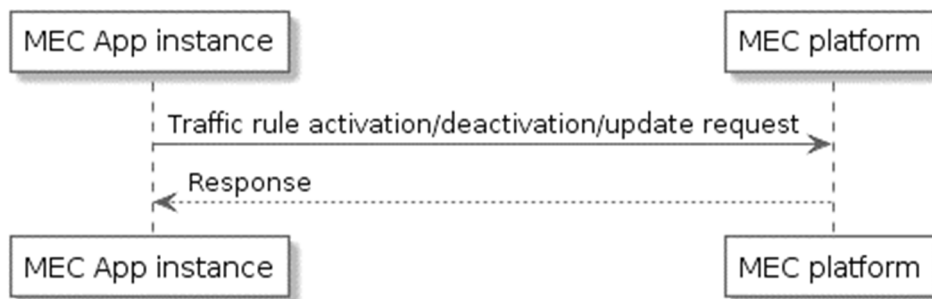 MEC App instance
MEC platform
Traffic rule activation/deactivation/update request
Response
MEC App instance
MEC platform